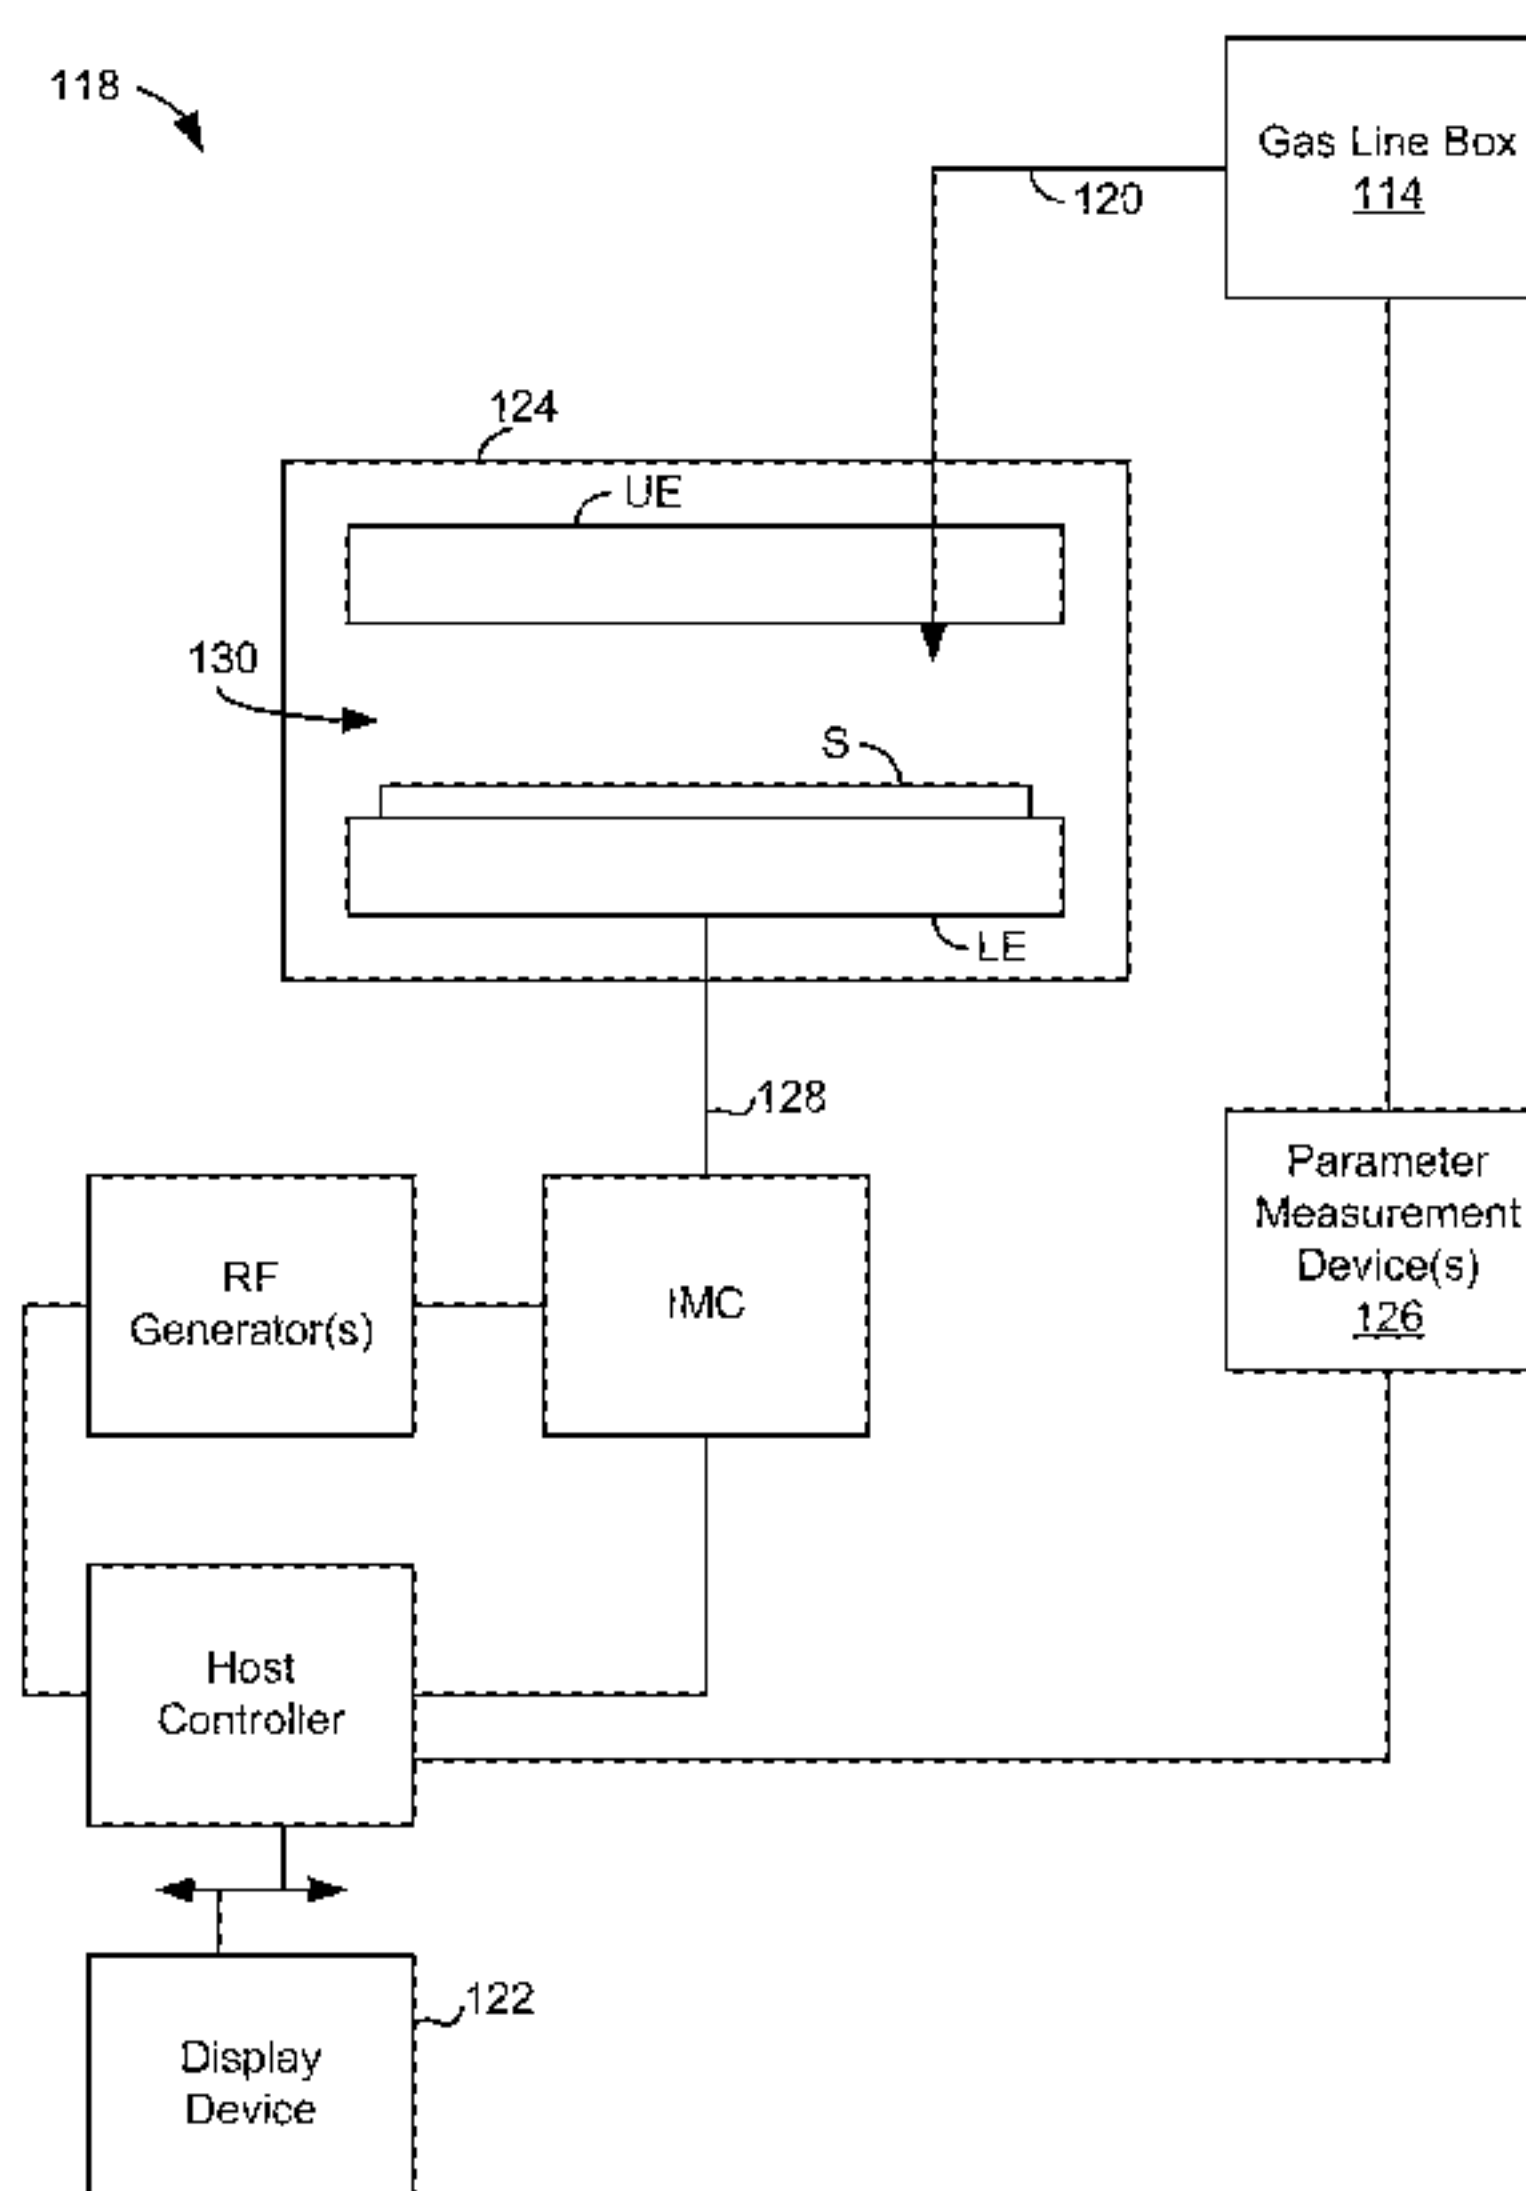 118
Gas Line Box
114
120
124
UE
130
S
LE
128
RF
Generator(s)
IMC
Parameter
Measurement
Device(s)
126
Host
Controller
122
Display
Device